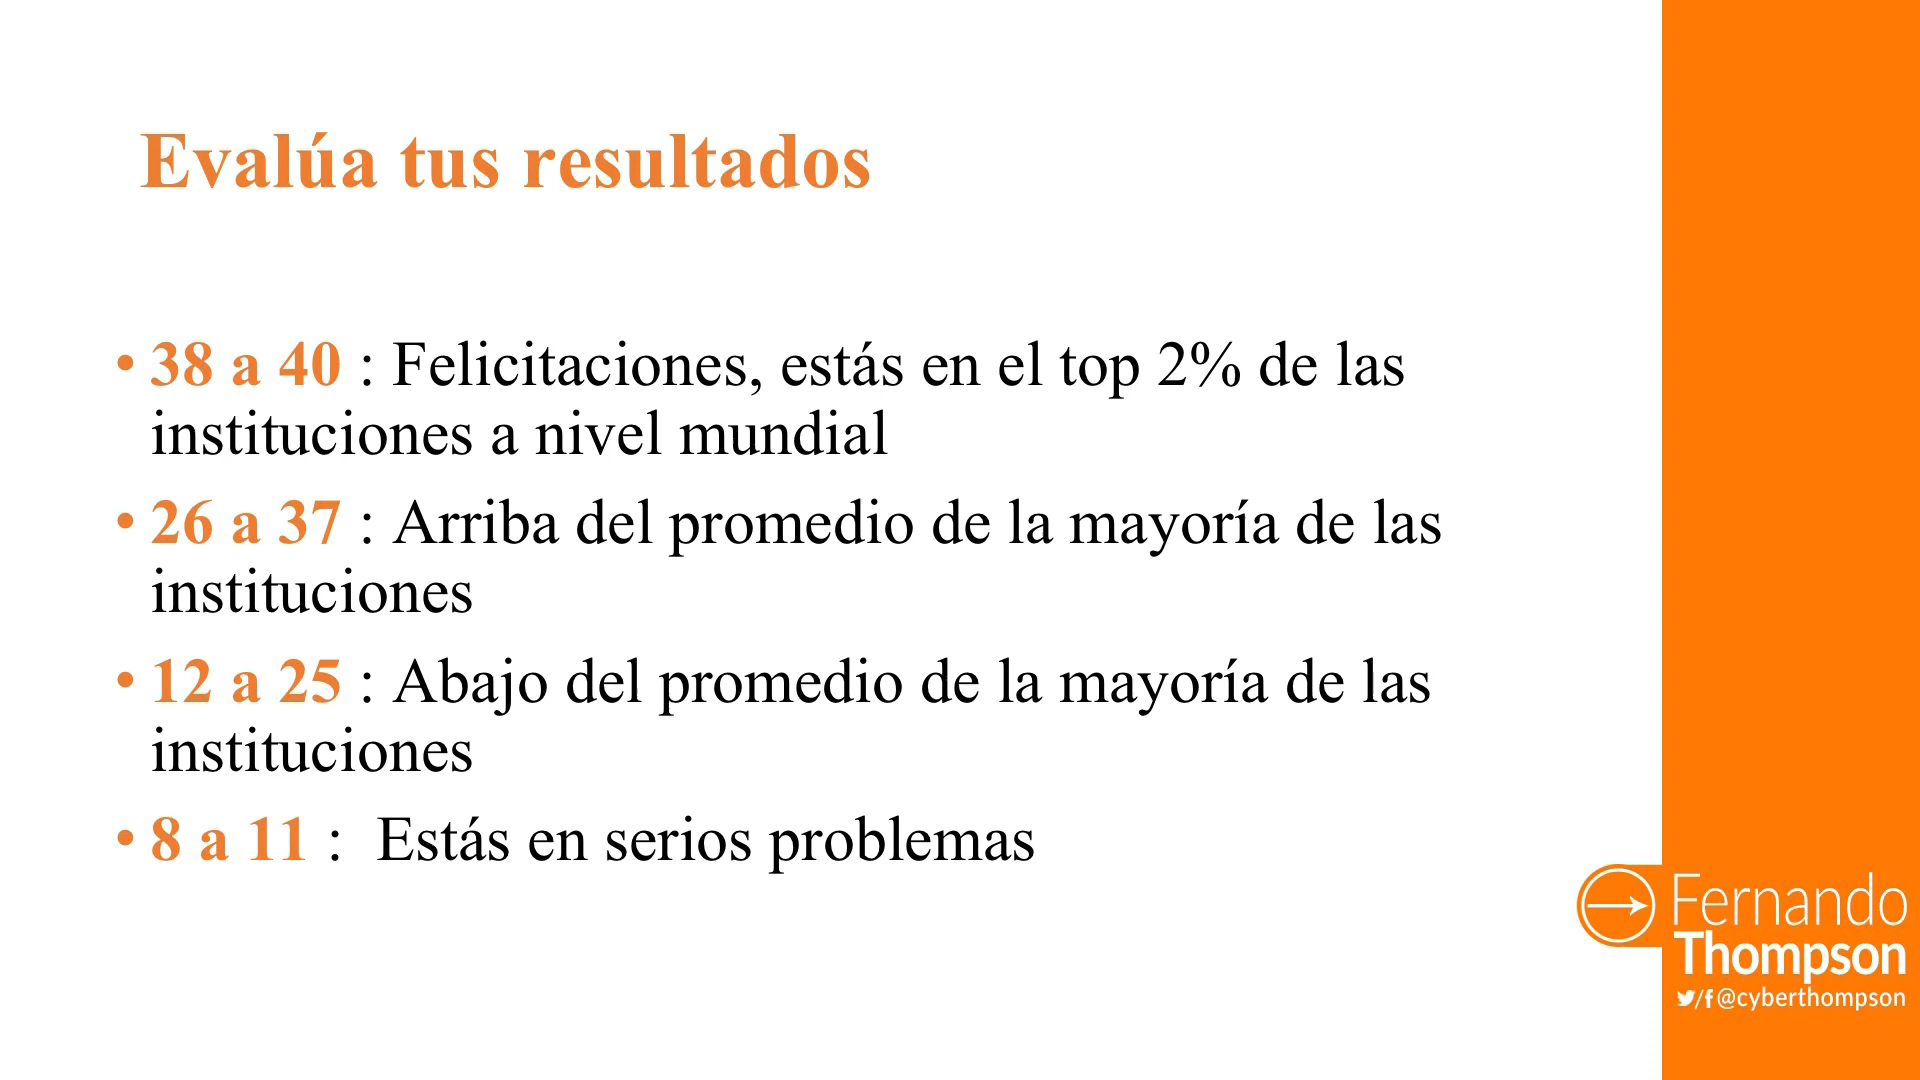 Evalúa tus resultados
• 38 a 40 : Felicitaciones, estás en el top 2% de las
instituciones a nivel mundial
• 26 a 37 : Arriba del promedio de la mayoría de las
instituciones
• 12 a 25 : Abajo del promedio de la mayoría de las
instituciones
• 8 a 11 :  Estás en serios problemas
Fernando
Thompson
/f @cyberthompson